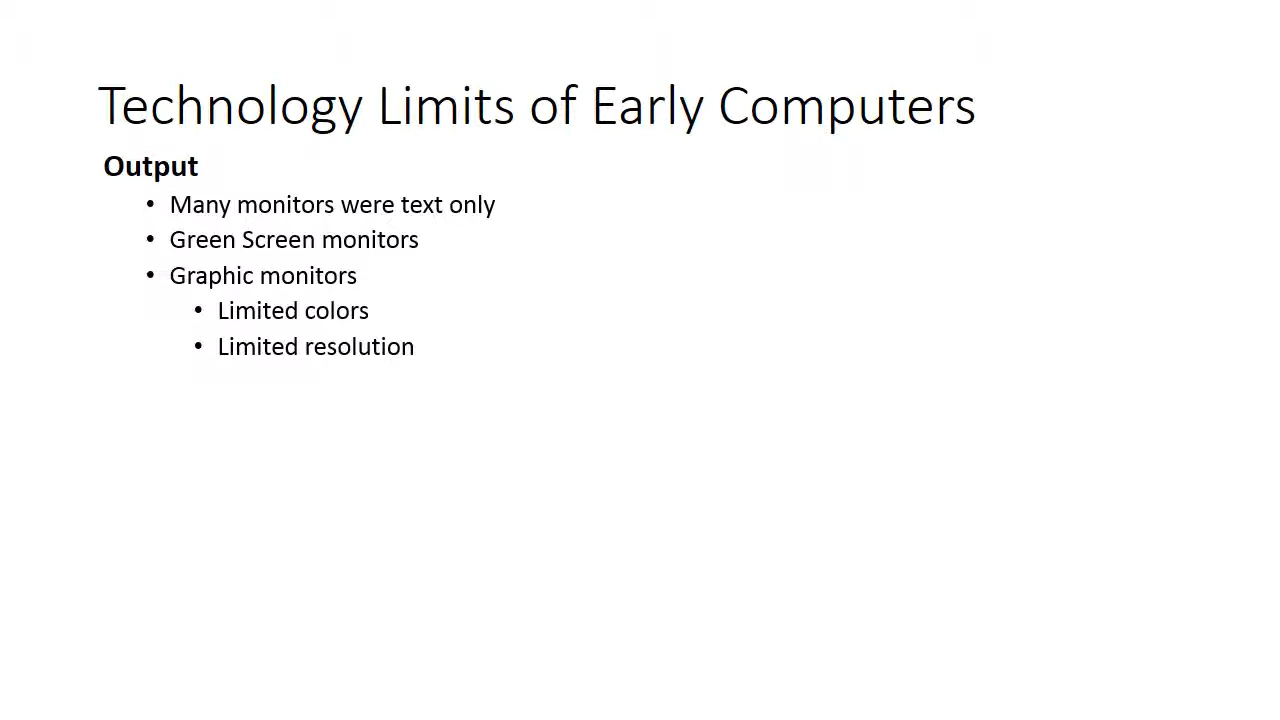 Technology Limits of Early Computers
Output
• Many monitors were text only
• Green Screen monitors
• Graphic monitors
• Limited colors
• Limited resolution